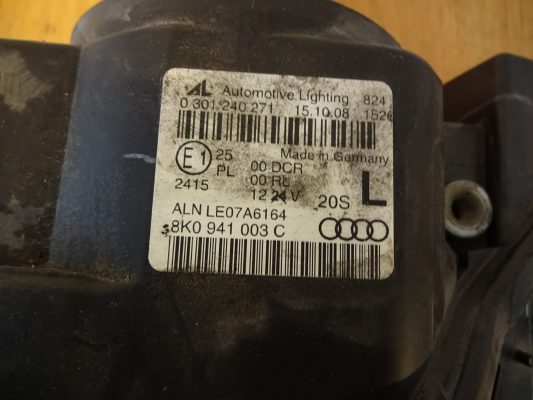 AL Automotive Lighting 824
0 301 240 271 15.10.08 1526
Made in Germany
E1 25 00 DCR
PL 00 RL L
2415 12 24 V 20S
ALN LE07A6164
8K0 941 003 C